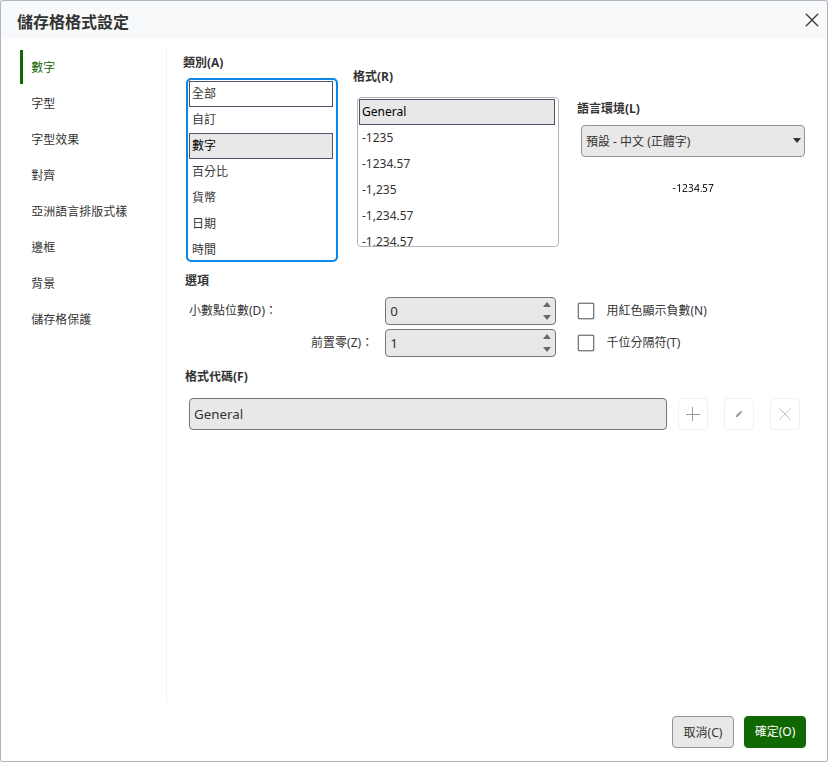 儲存格格式設定
數字
字型
字型效果
對齊
亞洲語言排版式樣
邊框
背景
儲存格保護
類別(A)
全部
自訂
數字
百分比
貨幣
日期
時間
格式(R)
General
-1235
-1234.57
-1,235
-1,234.57
-1,234.57
語言環境(L)
預設 - 中文 (正體字)
-1234.57
選項
小數點位數(D)：
0
用紅色顯示負數(N)
前置零(Z)：
1
千位分隔符(T)
格式代碼(F)
General
取消(C)
確定(O)